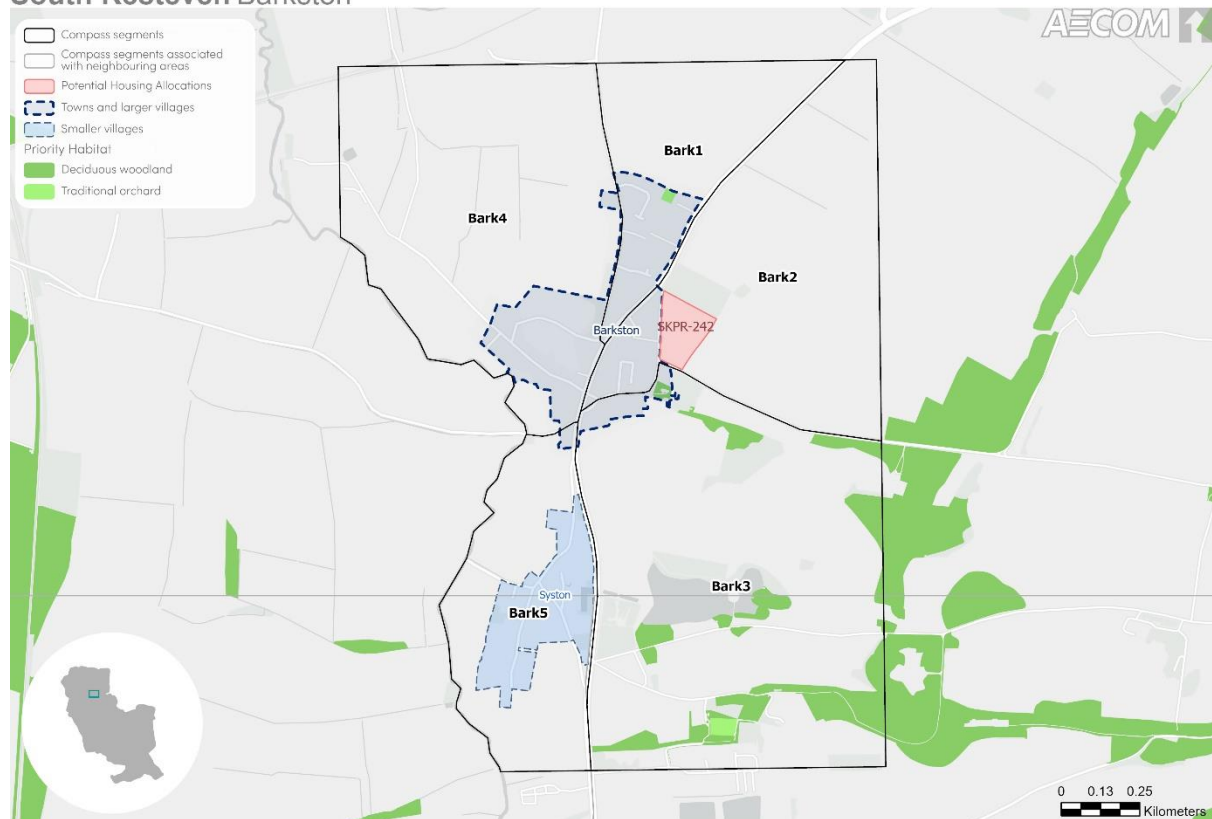 South Kesteven Barkston
AECOM
Compass segments
Compass segments associated
with neighbouring areas
Potential Housing Allocations
Towns and larger villages
Smaller villages
Priority Habitat
Deciduous woodland
Traditional orchard
Bark1
Bark4
Bark2
SKPR-242
Barkston
Bark3
Syston
Bark5
0 0.13 0.25
Kilometers